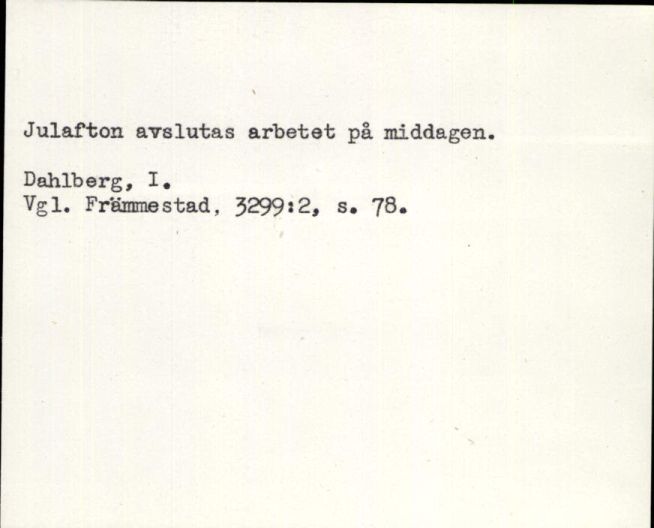 Julafton avslutas arbetet på middagen.
Dahlberg, I.
Vgl. Främmestad, 3299:2, s. 78.